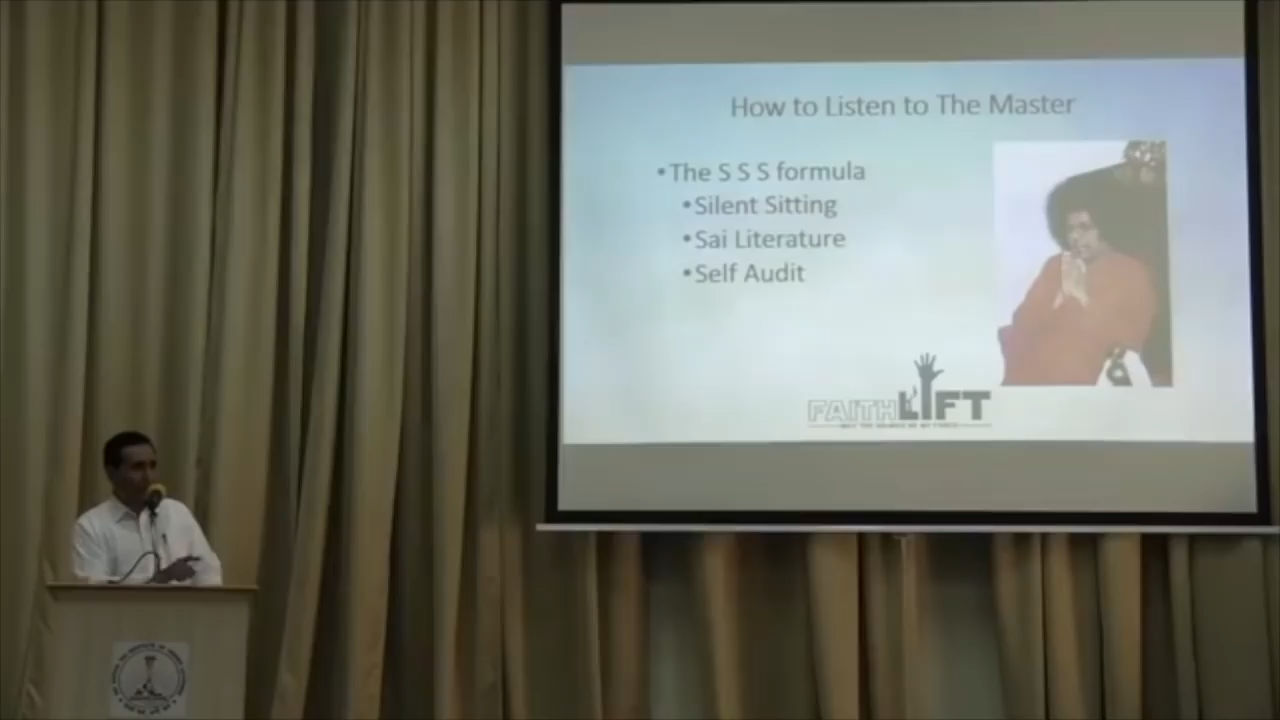 How to Listen to The Master
•The S S S formula
•Silent Sitting
•Sai Literature
•Self Audit
FAITHLIFT